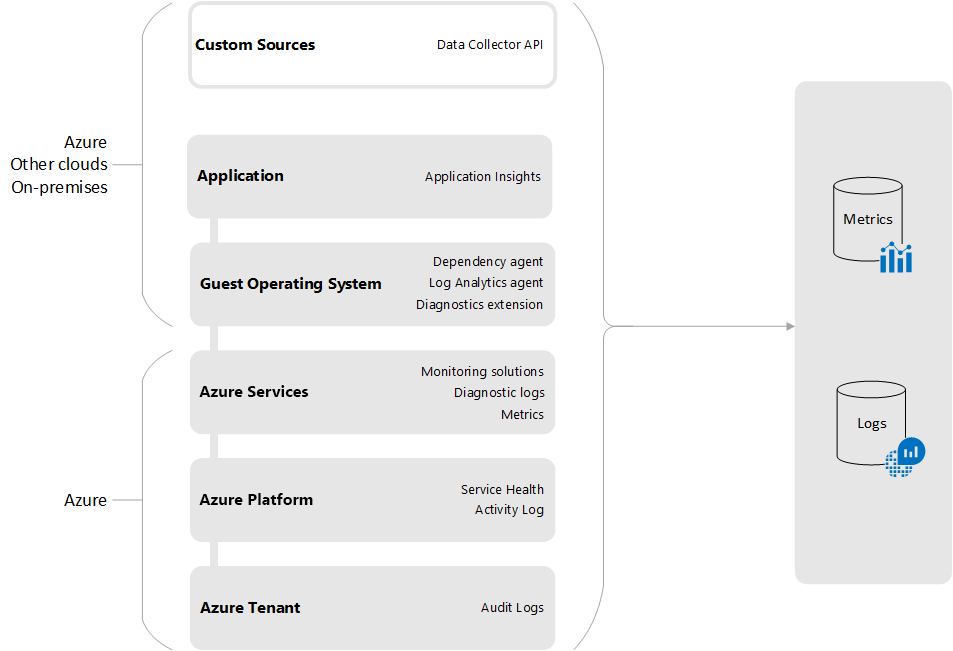 Custom Sources
Data Collector API
Azure
Other clouds
On-premises
Application
Application Insights
Guest Operating System
Dependency agent
Log Analytics agent
Diagnostics extension
Azure Services
Monitoring solutions
Diagnostic logs
Metrics
Azure
Azure Platform
Service Health
Activity Log
Azure Tenant
Audit Logs
Metrics
Logs